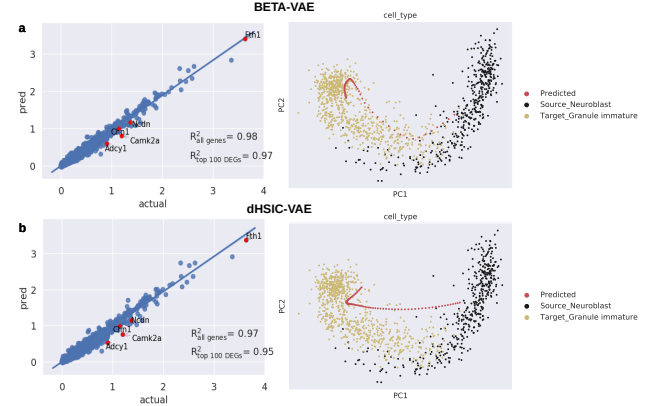 BETA-VAE
a
cell_type
Fth1
3
2
1
0
pred
Ncdn
Chn1
Camk2a
Adcy1
R²all genes = 0.98
R²top 100 DEGs = 0.97
0 1 2 3 4
actual
PC2
PC1
Predicted
Source_Neuroblast
Target_Granule immature
dHSIC-VAE
b
cell_type
Fth1
3
2
1
0
pred
Ncdn
Chn1
Camk2a
Adcy1
R²all genes = 0.97
R²top 100 DEGs = 0.95
0 1 2 3 4
actual
PC2
PC1
Predicted
Source_Neuroblast
Target_Granule immature